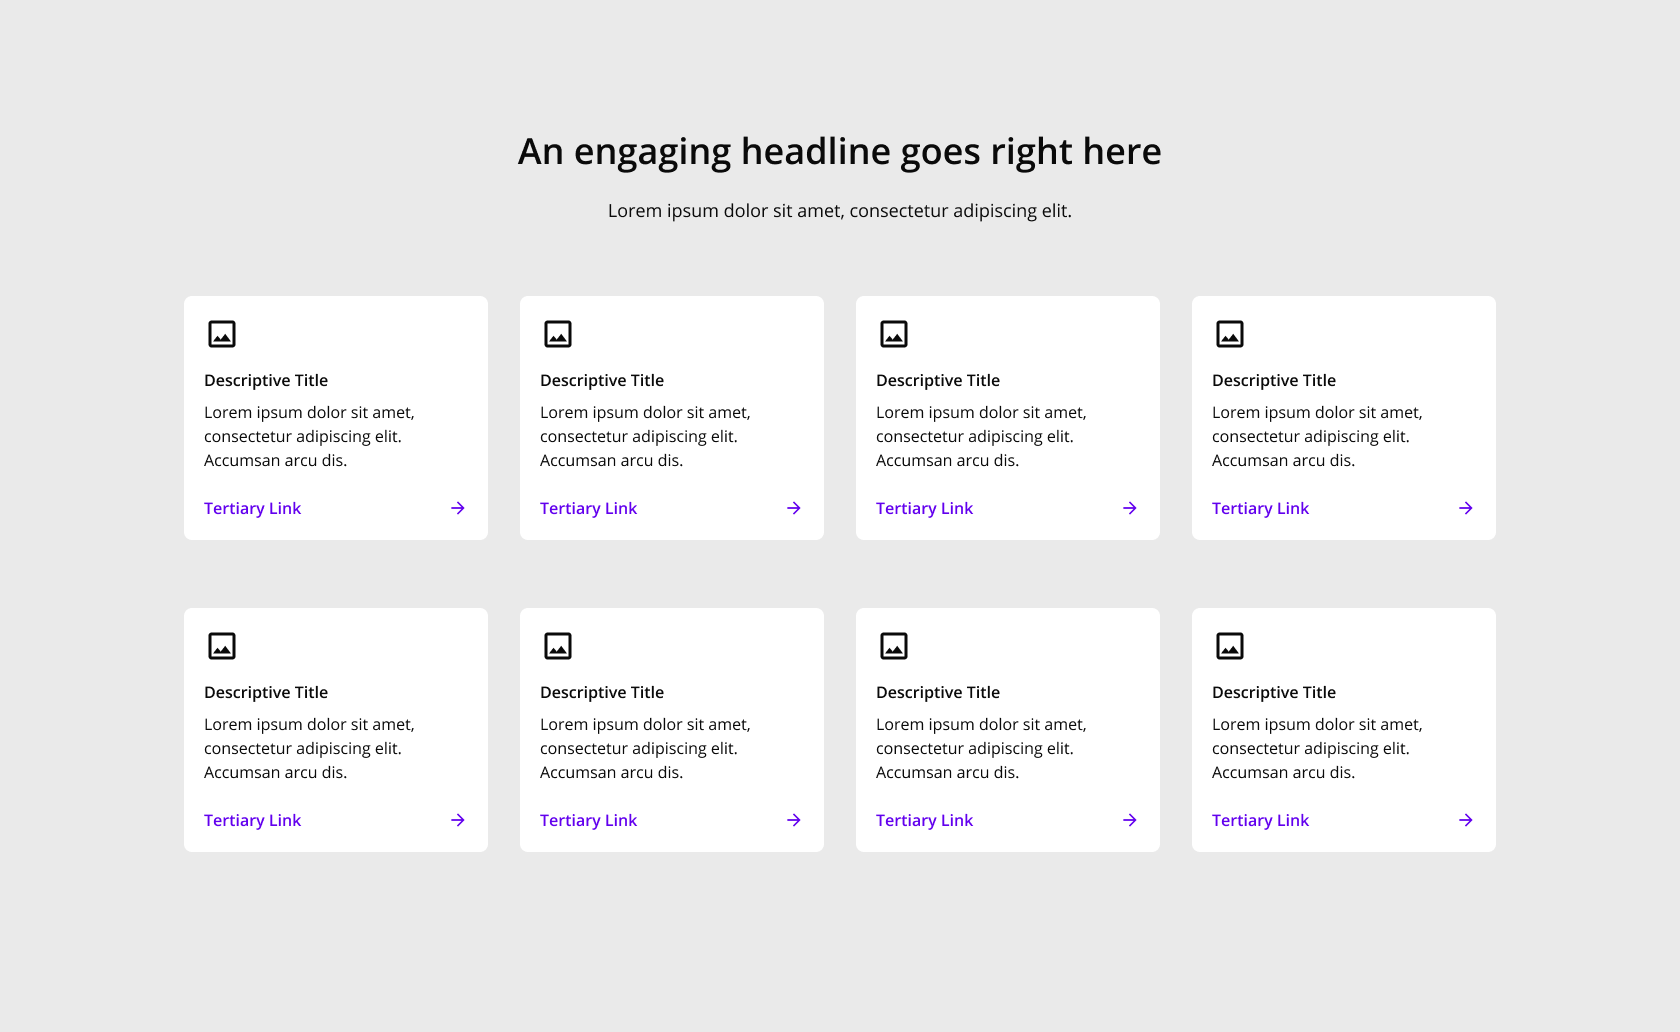 An engaging headline goes right here
Lorem ipsum dolor sit amet, consectetur adipiscing elit.
Descriptive Title
Lorem ipsum dolor sit amet,
consectetur adipiscing elit.
Accumsan arcu dis.
Tertiary Link
Descriptive Title
Lorem ipsum dolor sit amet,
consectetur adipiscing elit.
Accumsan arcu dis.
Tertiary Link
Descriptive Title
Lorem ipsum dolor sit amet,
consectetur adipiscing elit.
Accumsan arcu dis.
Tertiary Link
Descriptive Title
Lorem ipsum dolor sit amet,
consectetur adipiscing elit.
Accumsan arcu dis.
Tertiary Link
Descriptive Title
Lorem ipsum dolor sit amet,
consectetur adipiscing elit.
Accumsan arcu dis.
Tertiary Link
Descriptive Title
Lorem ipsum dolor sit amet,
consectetur adipiscing elit.
Accumsan arcu dis.
Tertiary Link
Descriptive Title
Lorem ipsum dolor sit amet,
consectetur adipiscing elit.
Accumsan arcu dis.
Tertiary Link
Descriptive Title
Lorem ipsum dolor sit amet,
consectetur adipiscing elit.
Accumsan arcu dis.
Tertiary Link